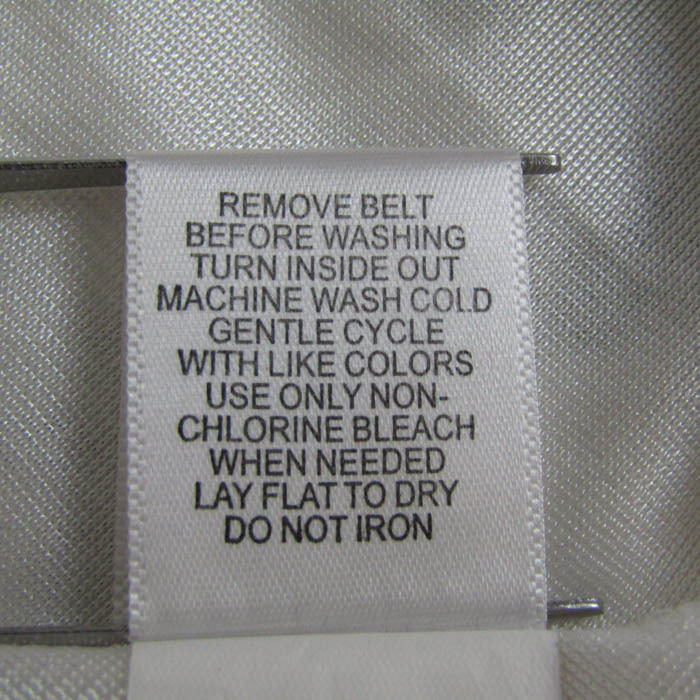 REMOVE BELT
BEFORE WASHING
TURN INSIDE OUT
MACHINE WASH COLD
GENTLE CYCLE
WITH LIKE COLORS
USE ONLY NON-
CHLORINE BLEACH
WHEN NEEDED
LAY FLAT TO DRY
DO NOT IRON